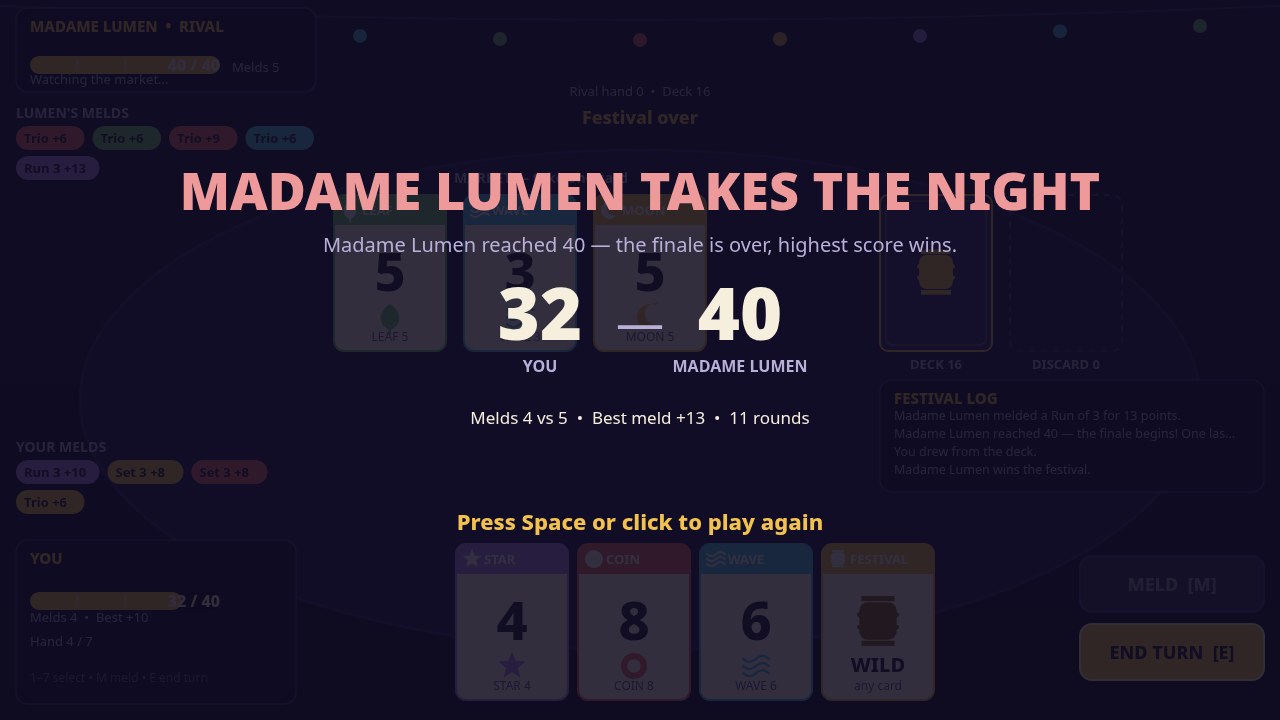 MADAME LUMEN • RIVAL
40 / 40
Melds 5
Watching the market...
LUMEN'S MELDS
Trio +6
Trio +6
Trio +9
Trio +6
Run 3 +13
Rival hand 0 • Deck 16
Festival over
MADAME LUMEN TAKES THE NIGHT
LEAF
WAVE
MOON
Madame Lumen reached 40 — the finale is over, highest score wins.
5
3
5
32 — 40
LEAF 5
MOON 5
YOU
MADAME LUMEN
DECK 16
DISCARD 0
Melds 4 vs 5 • Best meld +13 • 11 rounds
FESTIVAL LOG
Madame Lumen melded a Run of 3 for 13 points.
Madame Lumen reached 40 — the finale begins! One las...
You drew from the deck.
Madame Lumen wins the festival.
YOUR MELDS
Run 3 +10
Set 3 +8
Set 3 +8
Trio +6
Press Space or click to play again
YOU
32 / 40
Melds 4 • Best +10
Hand 4 / 7
1–7 select • M meld • E end turn
STAR
4
STAR 4
COIN
8
COIN 8
WAVE
6
WAVE 6
FESTIVAL
WILD
any card
MELD [M]
END TURN [E]